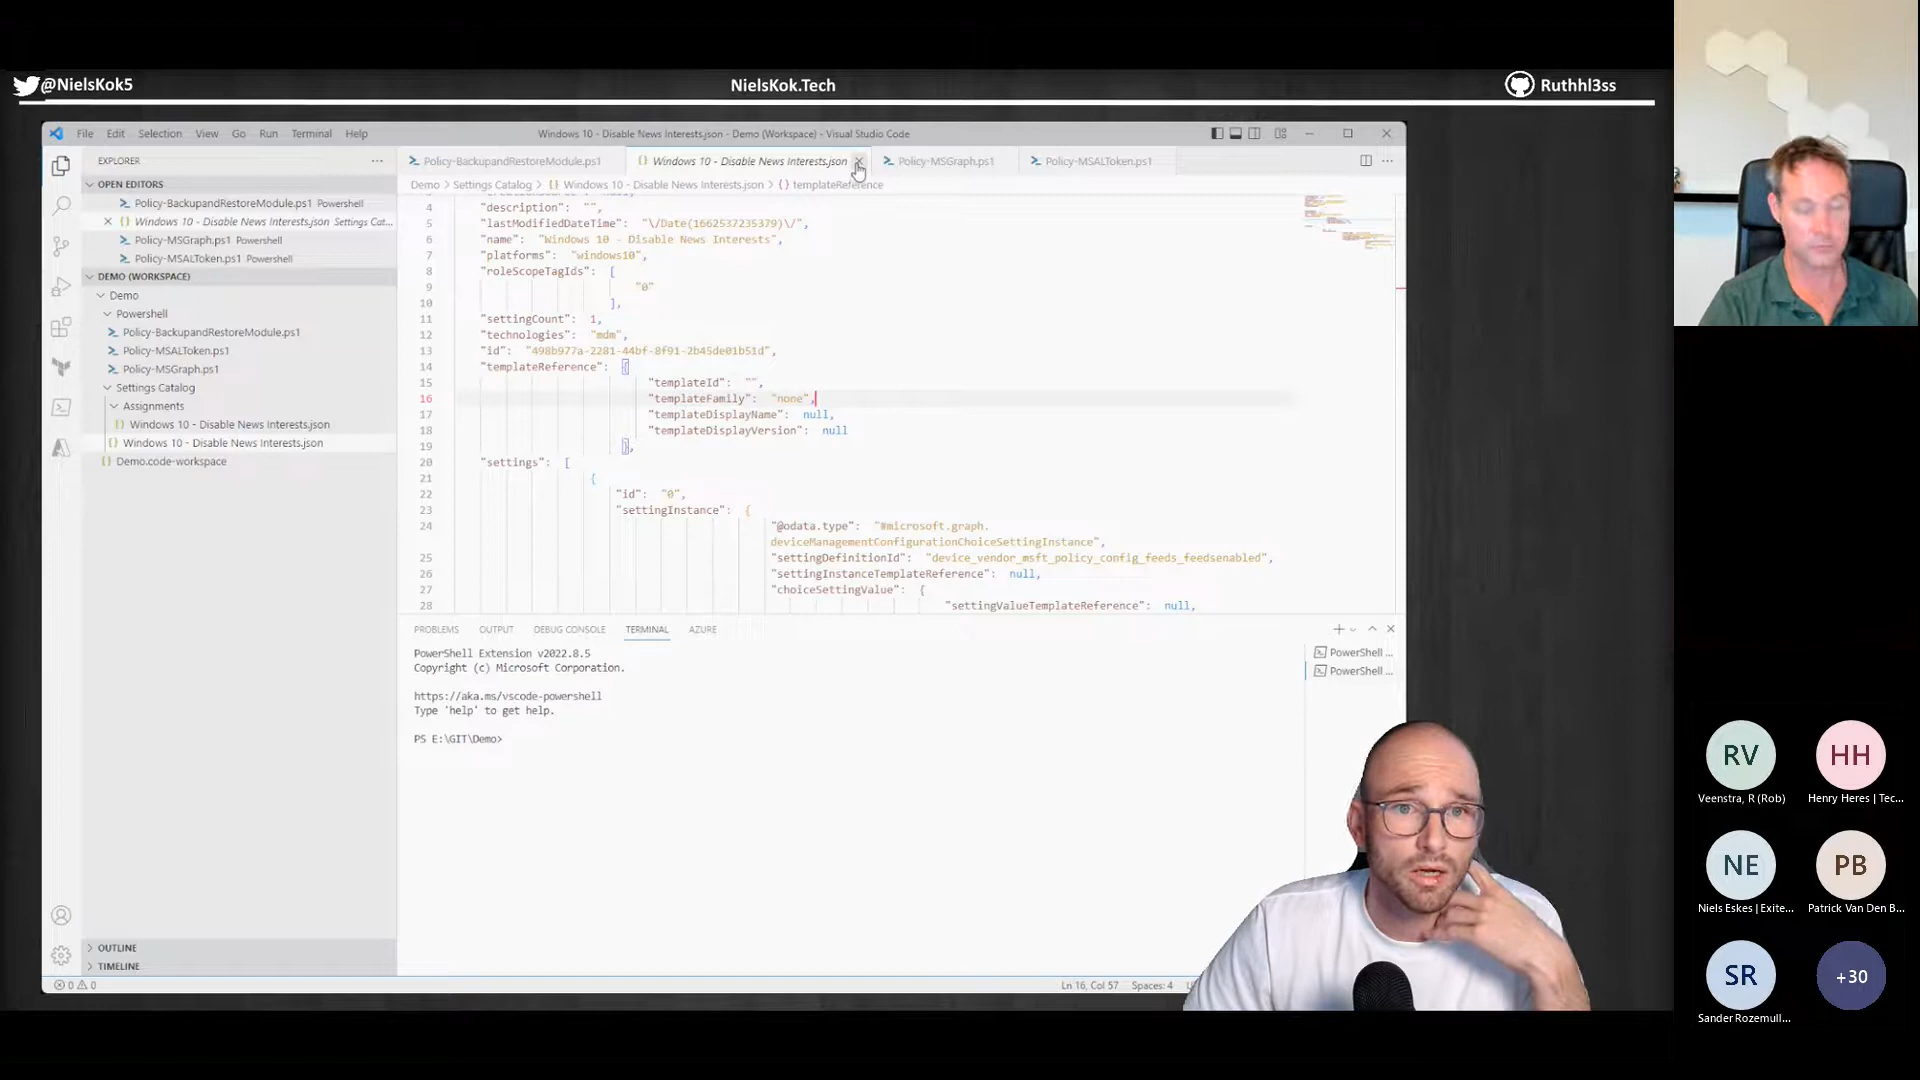 @NielsKok5
NielsKok.Tech
Ruthhl3ss
File Edit Selection View Go Run Terminal Help
Windows 10 - Disable News Interests.json - Demo (Workspace) - Visual Studio Code
EXPLORER
OPEN EDITORS
Policy-BackupandRestoreModule.ps1 Powershell
Windows 10 - Disable News Interests.json Settings Cat...
Policy-MSGraph.ps1 Powershell
Policy-MSALToken.ps1 Powershell
DEMO (WORKSPACE)
Demo
Powershell
Policy-BackupandRestoreModule.ps1
Policy-MSALToken.ps1
Policy-MSGraph.ps1
Settings Catalog
Assignments
Windows 10 - Disable News Interests.json
Windows 10 - Disable News Interests.json
Demo.code-workspace
OUTLINE
TIMELINE
Policy-BackupandRestoreModule.ps1
Windows 10 - Disable News Interests.json
Policy-MSGraph.ps1
Policy-MSALToken.ps1
Demo > Settings Catalog > {} Windows 10 - Disable News Interests.json > {} templateReference
4 "description": "",
5 "lastModifiedDateTime": "\/Date(1662537235379)\/",
6 "name": "Windows 10 - Disable News Interests",
7 "platforms": "windows10",
8 "roleScopeTagIds": [
9 "0"
10 ],
11 "settingCount": 1,
12 "technologies": "mdm",
13 "id": "498b977a-2281-44bf-8f91-2b45de01b51d",
14 "templateReference": {
15 "templateId": "",
16 "templateFamily": "none",
17 "templateDisplayName": null,
18 "templateDisplayVersion": null
19 },
20 "settings": [
21 {
22 "id": "0",
23 "settingInstance": {
24 "@odata.type": "#microsoft.graph.
deviceManagementConfigurationChoiceSettingInstance",
25 "settingDefinitionId": "device_vendor_msft_policy_config_feeds_feedsenabled",
26 "settingInstanceTemplateReference": null,
27 "choiceSettingValue": {
28 "settingValueTemplateReference": null,
PROBLEMS OUTPUT DEBUG CONSOLE TERMINAL AZURE
PowerShell Extension v2022.8.5
Copyright (c) Microsoft Corporation.
https://aka.ms/vscode-powershell
Type 'help' to get help.
PS E:\GIT\Demo>
PowerShell ...
PowerShell ...
0 0
Ln 16, Col 57 Spaces: 4
RV
Veenstra, R (Rob)
HH
Henry Heres | Tec...
NE
Niels Eskes | Exite...
PB
Patrick Van Den B...
SR
Sander Rozemull...
+30